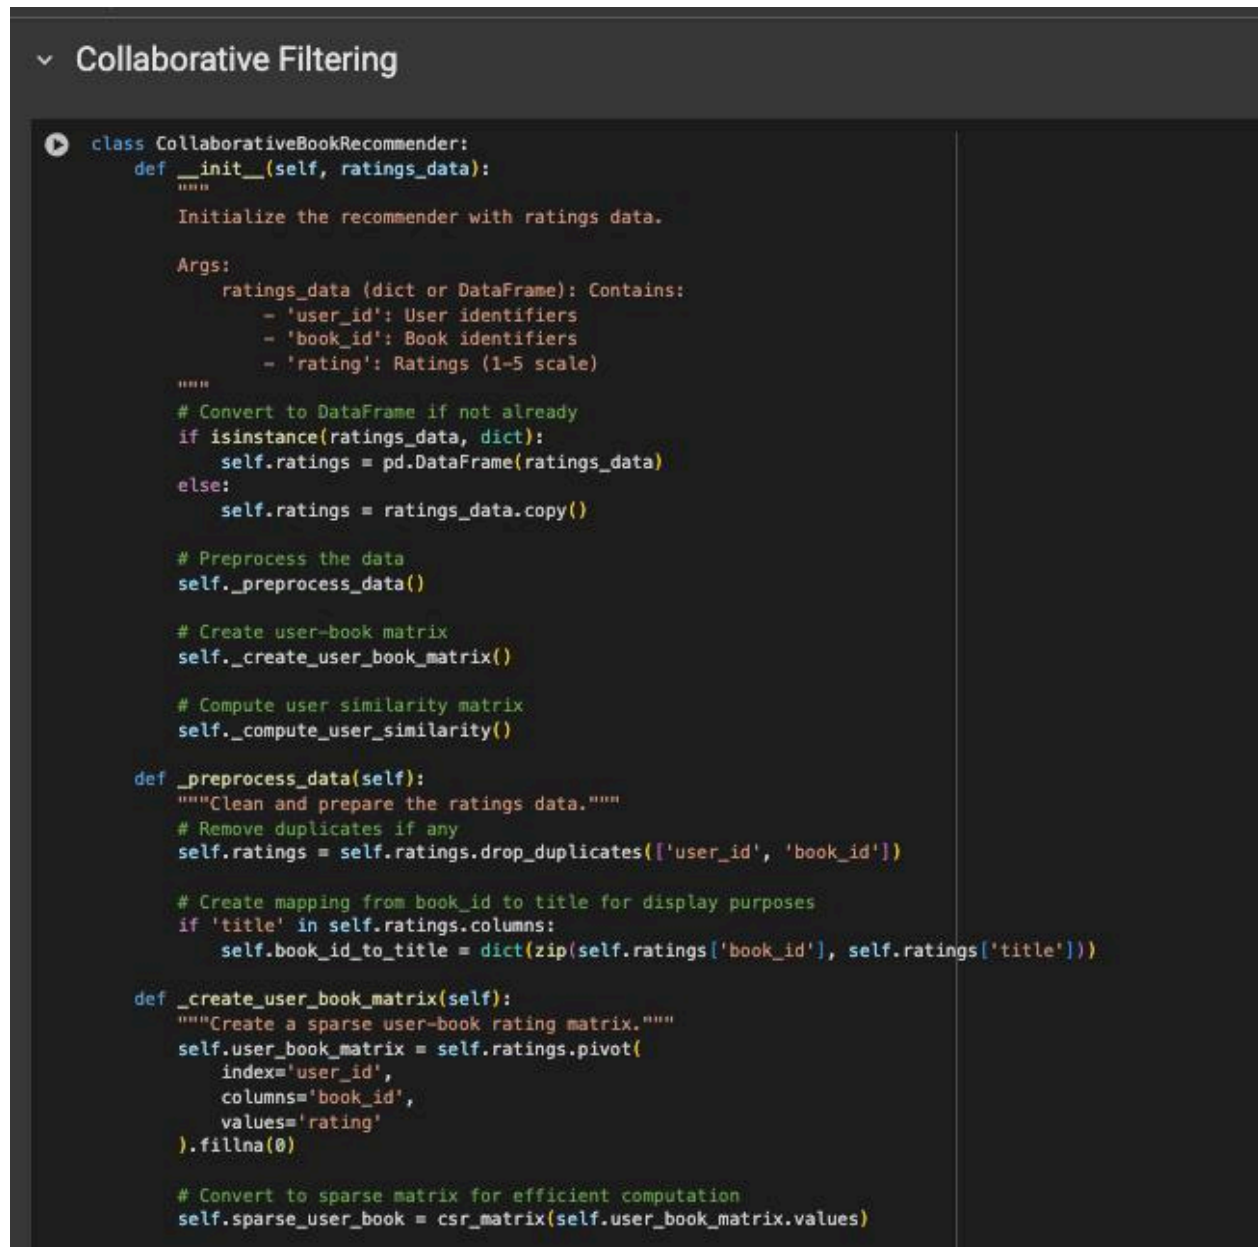 Collaborative Filtering
class CollaborativeBookRecommender:
    def __init__(self, ratings_data):
        """
        Initialize the recommender with ratings data.

        Args:
            ratings_data (dict or DataFrame): Contains:
                - 'user_id': User identifiers
                - 'book_id': Book identifiers
                - 'rating': Ratings (1-5 scale)
        """
        # Convert to DataFrame if not already
        if isinstance(ratings_data, dict):
            self.ratings = pd.DataFrame(ratings_data)
        else:
            self.ratings = ratings_data.copy()

        # Preprocess the data
        self._preprocess_data()

        # Create user-book matrix
        self._create_user_book_matrix()

        # Compute user similarity matrix
        self._compute_user_similarity()

    def _preprocess_data(self):
        """Clean and prepare the ratings data."""
        # Remove duplicates if any
        self.ratings = self.ratings.drop_duplicates(['user_id', 'book_id'])

        # Create mapping from book_id to title for display purposes
        if 'title' in self.ratings.columns:
            self.book_id_to_title = dict(zip(self.ratings['book_id'], self.ratings['title']))

    def _create_user_book_matrix(self):
        """Create a sparse user-book rating matrix."""
        self.user_book_matrix = self.ratings.pivot(
            index='user_id',
            columns='book_id',
            values='rating'
        ).fillna(0)

        # Convert to sparse matrix for efficient computation
        self.sparse_user_book = csr_matrix(self.user_book_matrix.values)